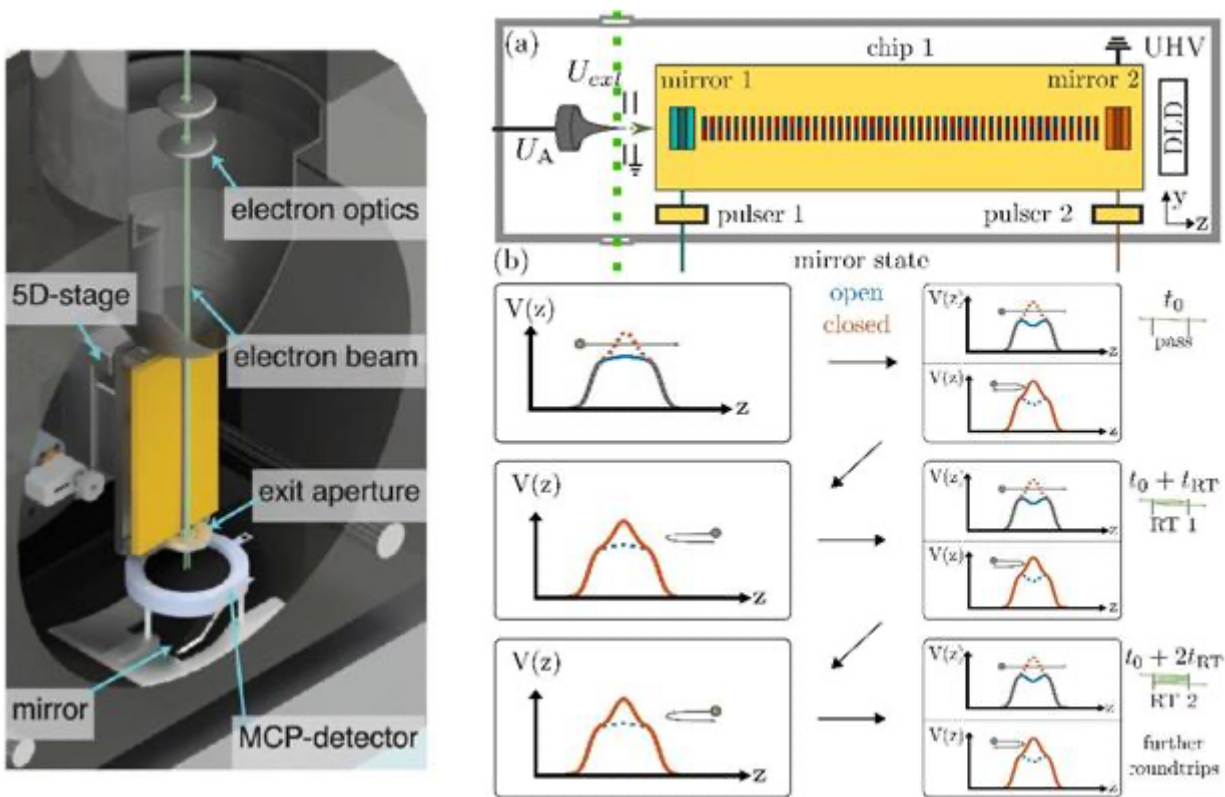 electron optics
5D-stage
electron beam
exit aperture
mirror
MCP-detector
(a)
chip 1
UHV
U_ext
mirror 1
mirror 2
U_A
DLD
y
z
pulser 1
pulser 2
(b)
mirror state
open
closed
V(z)
z
V(z)
z
V(z)
z
t_0
pass
V(z)
z
V(z)
z
V(z)
z
t_0 + t_RT
RT 1
V(z)
z
V(z)
z
V(z)
z
t_0 + 2t_RT
RT 2
further
roundtrips